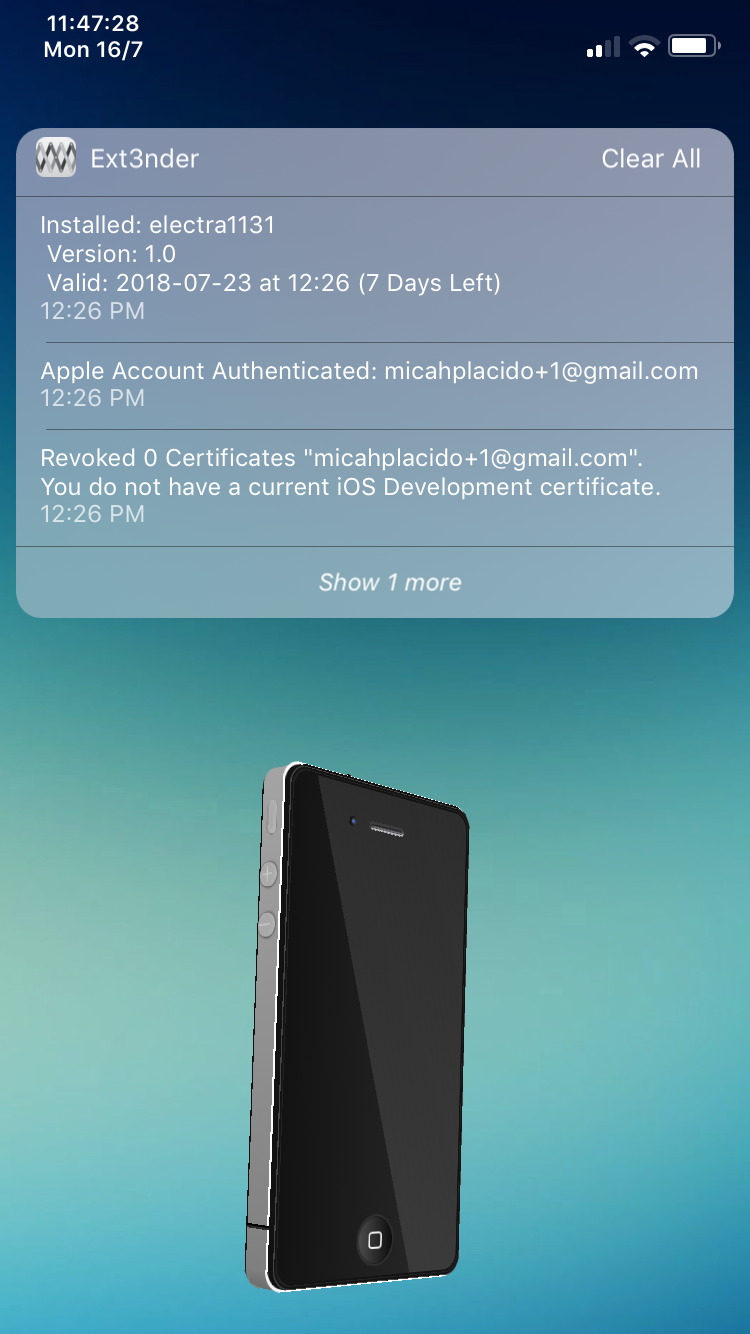 11:47:28
Mon 16/7
Ext3nder
Clear All
Installed: electra1131
Version: 1.0
Valid: 2018-07-23 at 12:26 (7 Days Left)
12:26 PM
Apple Account Authenticated: micahplacido+1@gmail.com
12:26 PM
Revoked 0 Certificates "micahplacido+1@gmail.com".
You do not have a current iOS Development certificate.
12:26 PM
Show 1 more